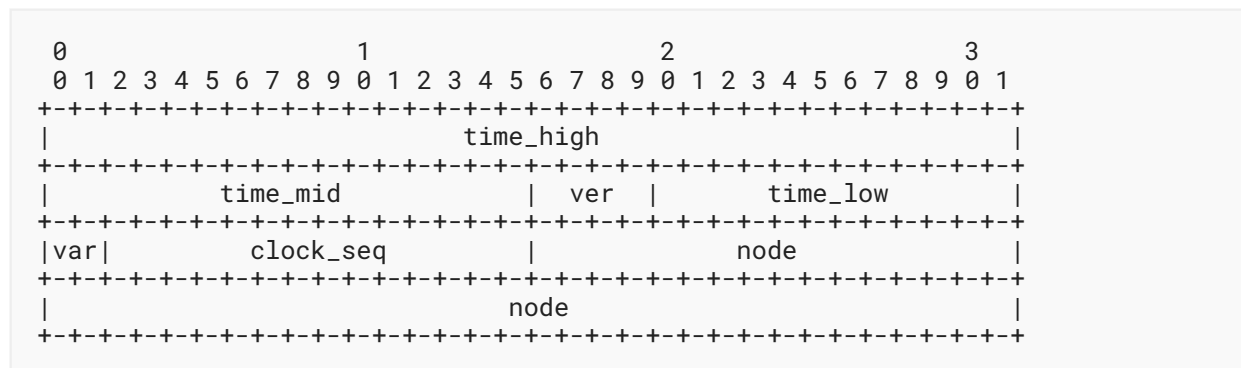 0                   1                   2                   3
 0 1 2 3 4 5 6 7 8 9 0 1 2 3 4 5 6 7 8 9 0 1 2 3 4 5 6 7 8 9 0 1
+-+-+-+-+-+-+-+-+-+-+-+-+-+-+-+-+-+-+-+-+-+-+-+-+-+-+-+-+-+-+-+-+
|                           time_high                           |
+-+-+-+-+-+-+-+-+-+-+-+-+-+-+-+-+-+-+-+-+-+-+-+-+-+-+-+-+-+-+-+-+
|           time_mid            |  ver  |       time_low        |
+-+-+-+-+-+-+-+-+-+-+-+-+-+-+-+-+-+-+-+-+-+-+-+-+-+-+-+-+-+-+-+-+
|var|         clock_seq         |             node              |
+-+-+-+-+-+-+-+-+-+-+-+-+-+-+-+-+-+-+-+-+-+-+-+-+-+-+-+-+-+-+-+-+
|                              node                             |
+-+-+-+-+-+-+-+-+-+-+-+-+-+-+-+-+-+-+-+-+-+-+-+-+-+-+-+-+-+-+-+-+